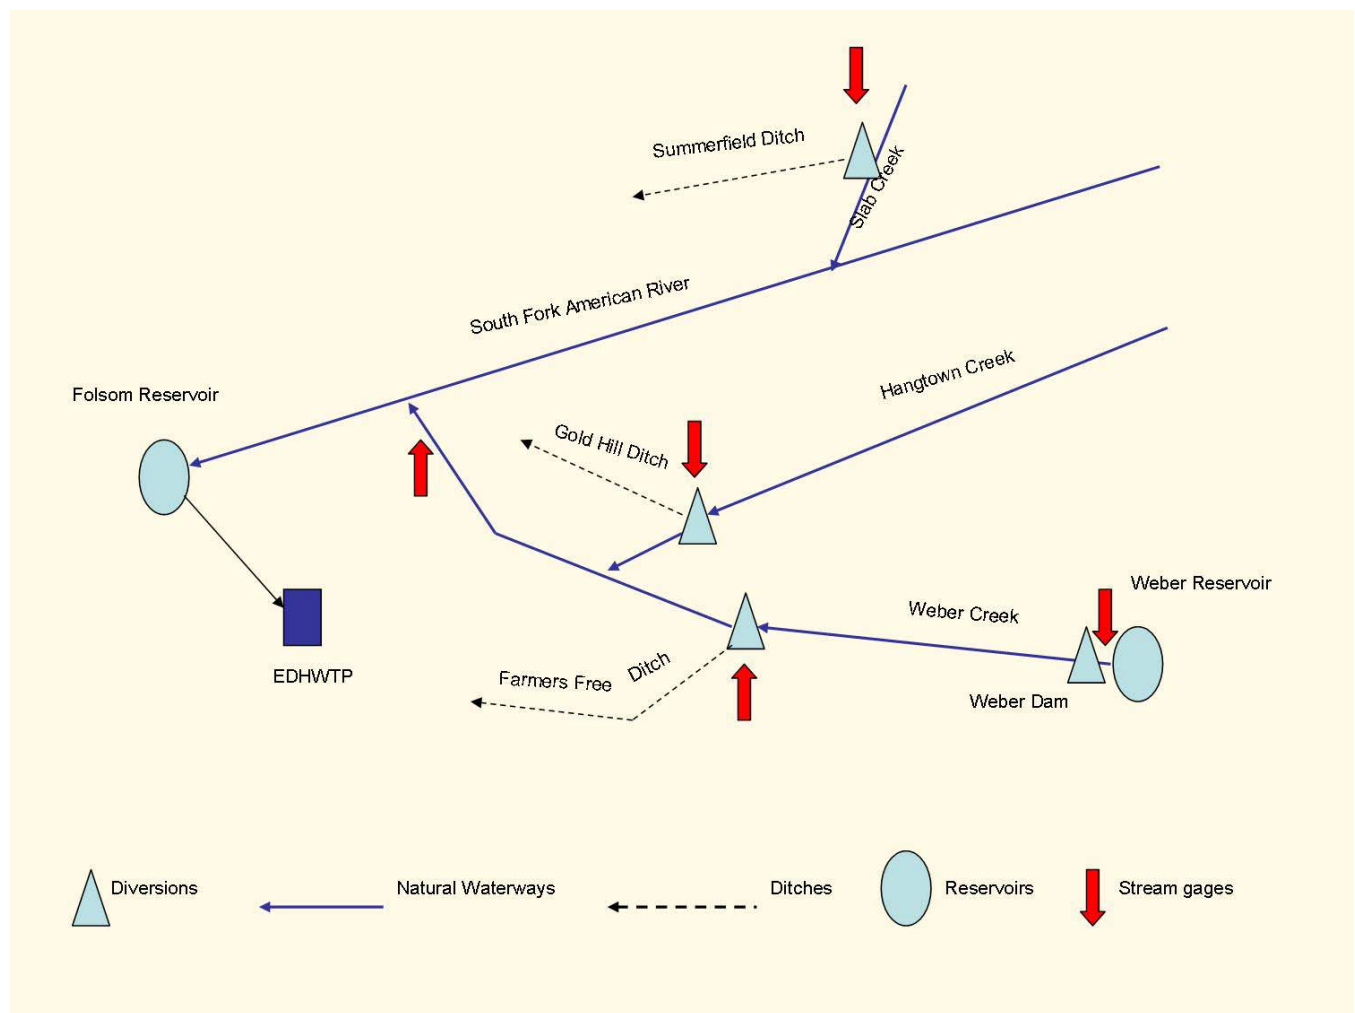 Summerfield Ditch
Slab Creek
South Fork American River
Hangtown Creek
Folsom Reservoir
Gold Hill Ditch
Weber Reservoir
Weber Creek
Farmers Free Ditch
EDHWTP
Weber Dam
Diversions
Natural Waterways
Ditches
Reservoirs
Stream gages